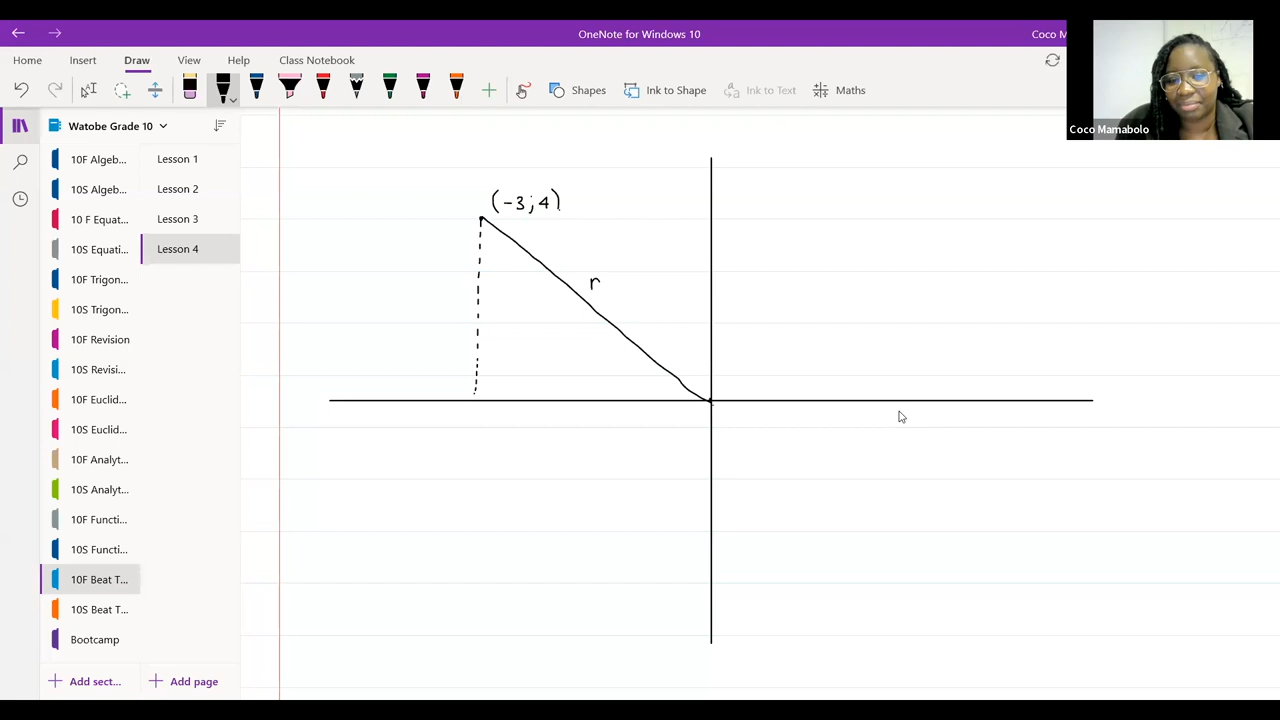 OneNote for Windows 10
Coco M
Home Insert Draw View Help Class Notebook
Shapes Ink to Shape Ink to Text Maths
Coco Mamabolo
Watobe Grade 10
10F Algeb...
10S Algeb...
10 F Equat...
10S Equati...
10F Trigon...
10S Trigon...
10F Revision
10S Revisi...
10F Euclid...
10S Euclid...
10F Analyt...
10S Analyt...
10F Functi...
10S Functi...
10F Beat T...
10S Beat T...
Bootcamp
Add sect...
Lesson 1
Lesson 2
Lesson 3
Lesson 4
Add page
(-3;4)
r